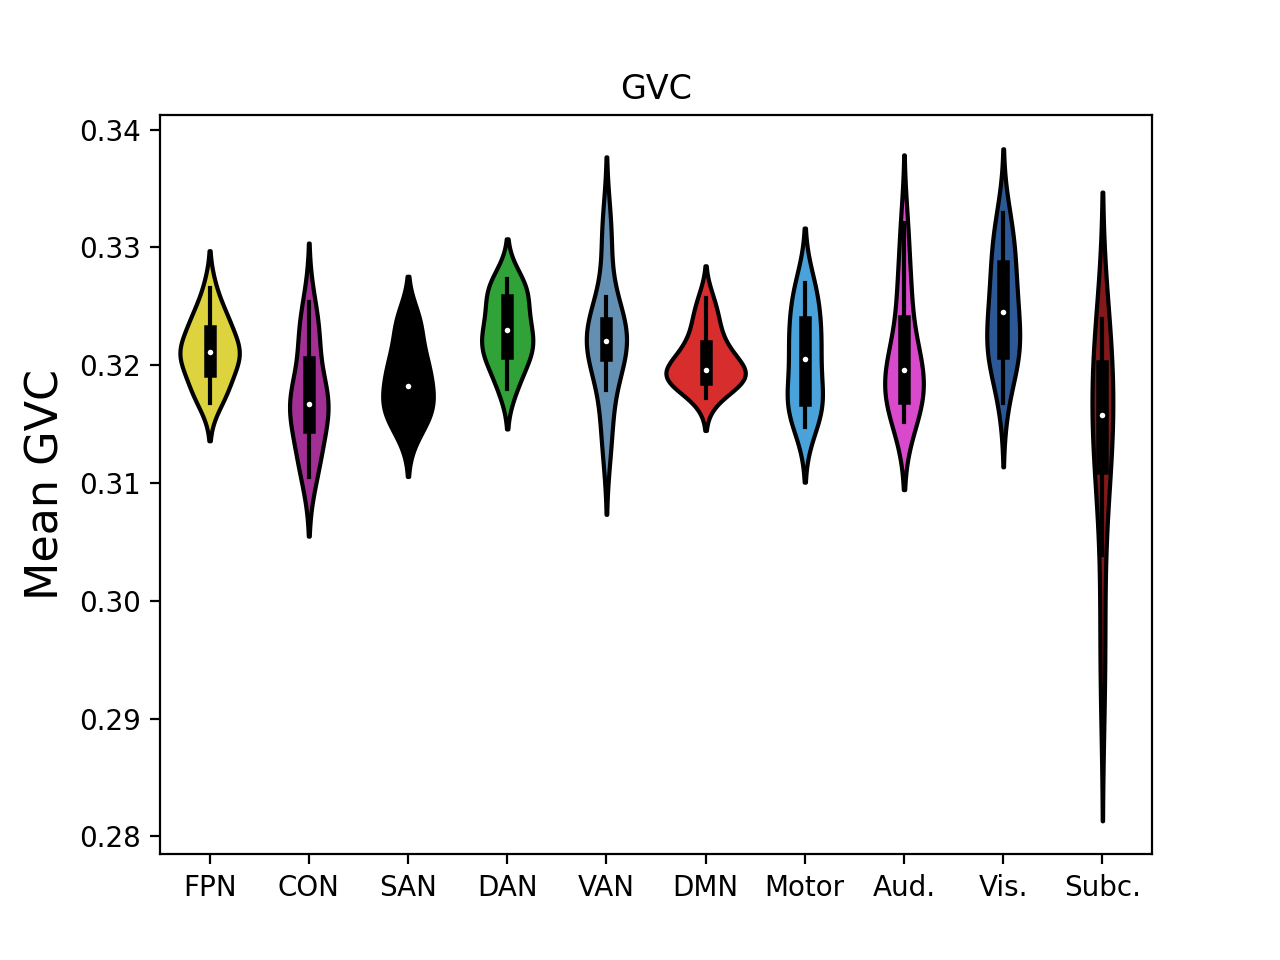 GVC
Mean GVC
0.34
0.33
0.32
0.31
0.30
0.29
0.28
FPN CON SAN DAN VAN DMN Motor Aud. Vis. Subc.